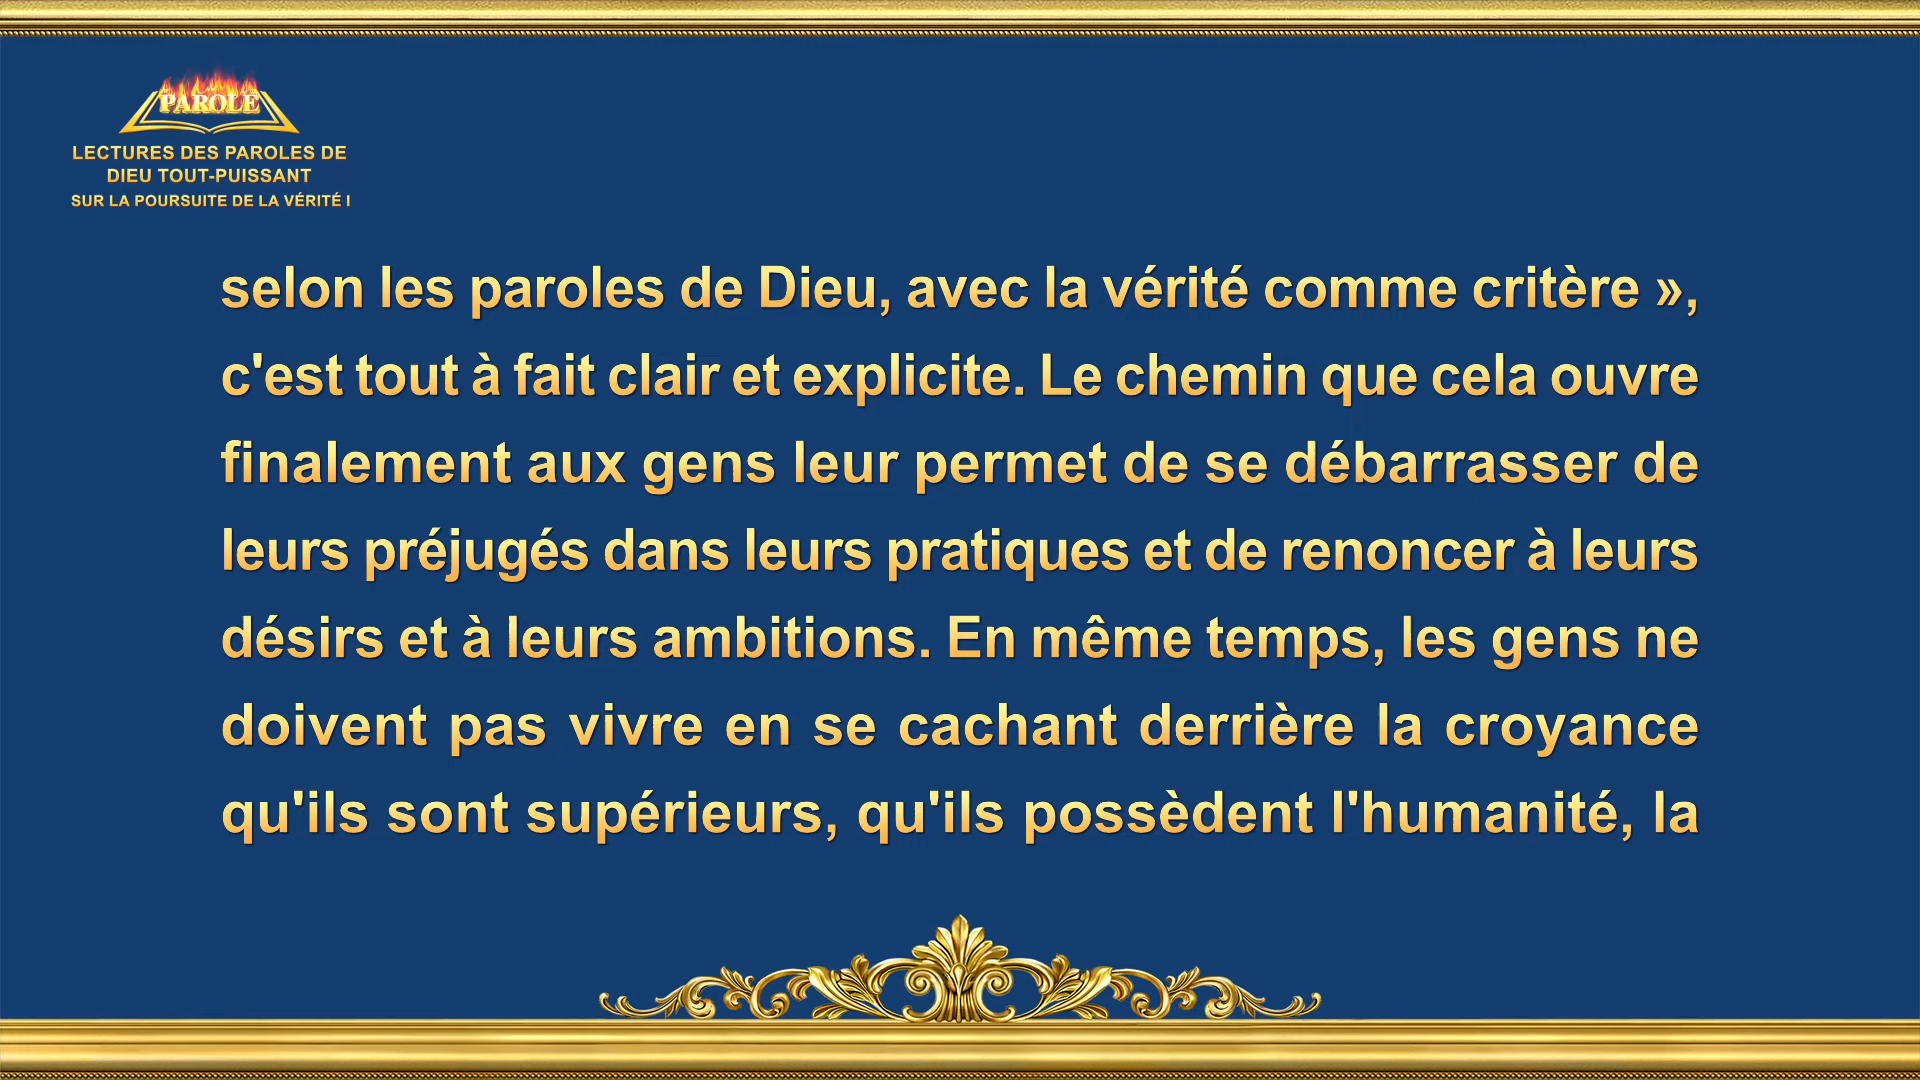 PAROLE
LECTURES DES PAROLES DE
DIEU TOUT-PUISSANT
SUR LA POURSUITE DE LA VÉRITÉ I
selon les paroles de Dieu, avec la vérité comme critère »,
c'est tout à fait clair et explicite. Le chemin que cela ouvre
finalement aux gens leur permet de se débarrasser de
leurs préjugés dans leurs pratiques et de renoncer à leurs
désirs et à leurs ambitions. En même temps, les gens ne
doivent pas vivre en se cachant derrière la croyance
qu'ils sont supérieurs, qu'ils possèdent l'humanité, la